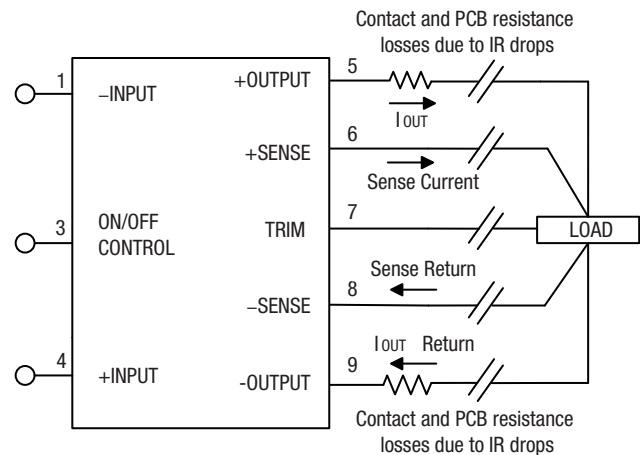 Contact and PCB resistance
losses due to IR drops
1
–INPUT
+OUTPUT
5
IOUT
+SENSE
6
Sense Current
3
ON/OFF
CONTROL
TRIM
7
LOAD
Sense Return
–SENSE
8
4
+INPUT
IOUT Return
-OUTPUT
9
Contact and PCB resistance
losses due to IR drops